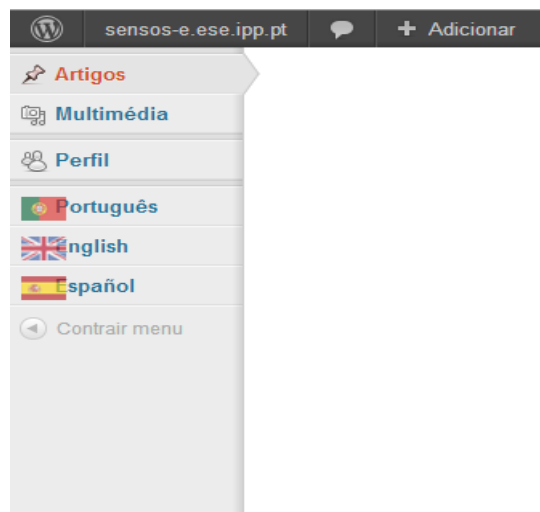 sensos-e.ese.ipp.pt + Adicionar
Artigos
Multimédia
Perfil
Português
English
Español
Contrair menu